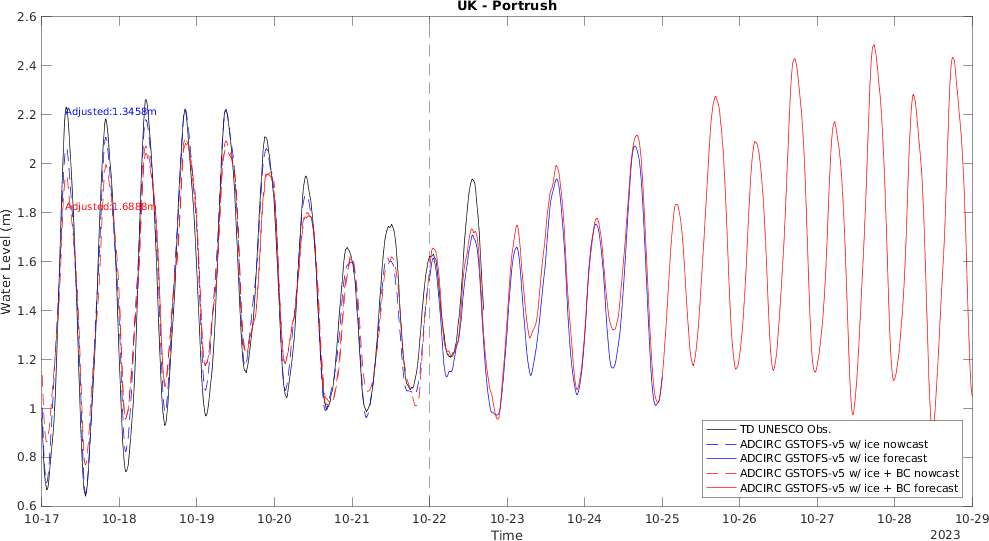 UK - Portrush
2.6
2.4
2.2
2
1.8
1.6
1.4
1.2
1
0.8
0.6
Water Level (m)
Adjusted:1.3458m
Adjusted:1.6888m
TD UNESCO Obs.
ADCIRC GSTOFS-v5 w/ ice nowcast
ADCIRC GSTOFS-v5 w/ ice forecast
ADCIRC GSTOFS-v5 w/ ice + BC nowcast
ADCIRC GSTOFS-v5 w/ ice + BC forecast
10-17 10-18 10-19 10-20 10-21 10-22 10-23 10-24 10-25 10-26 10-27 10-28 10-29
Time
2023